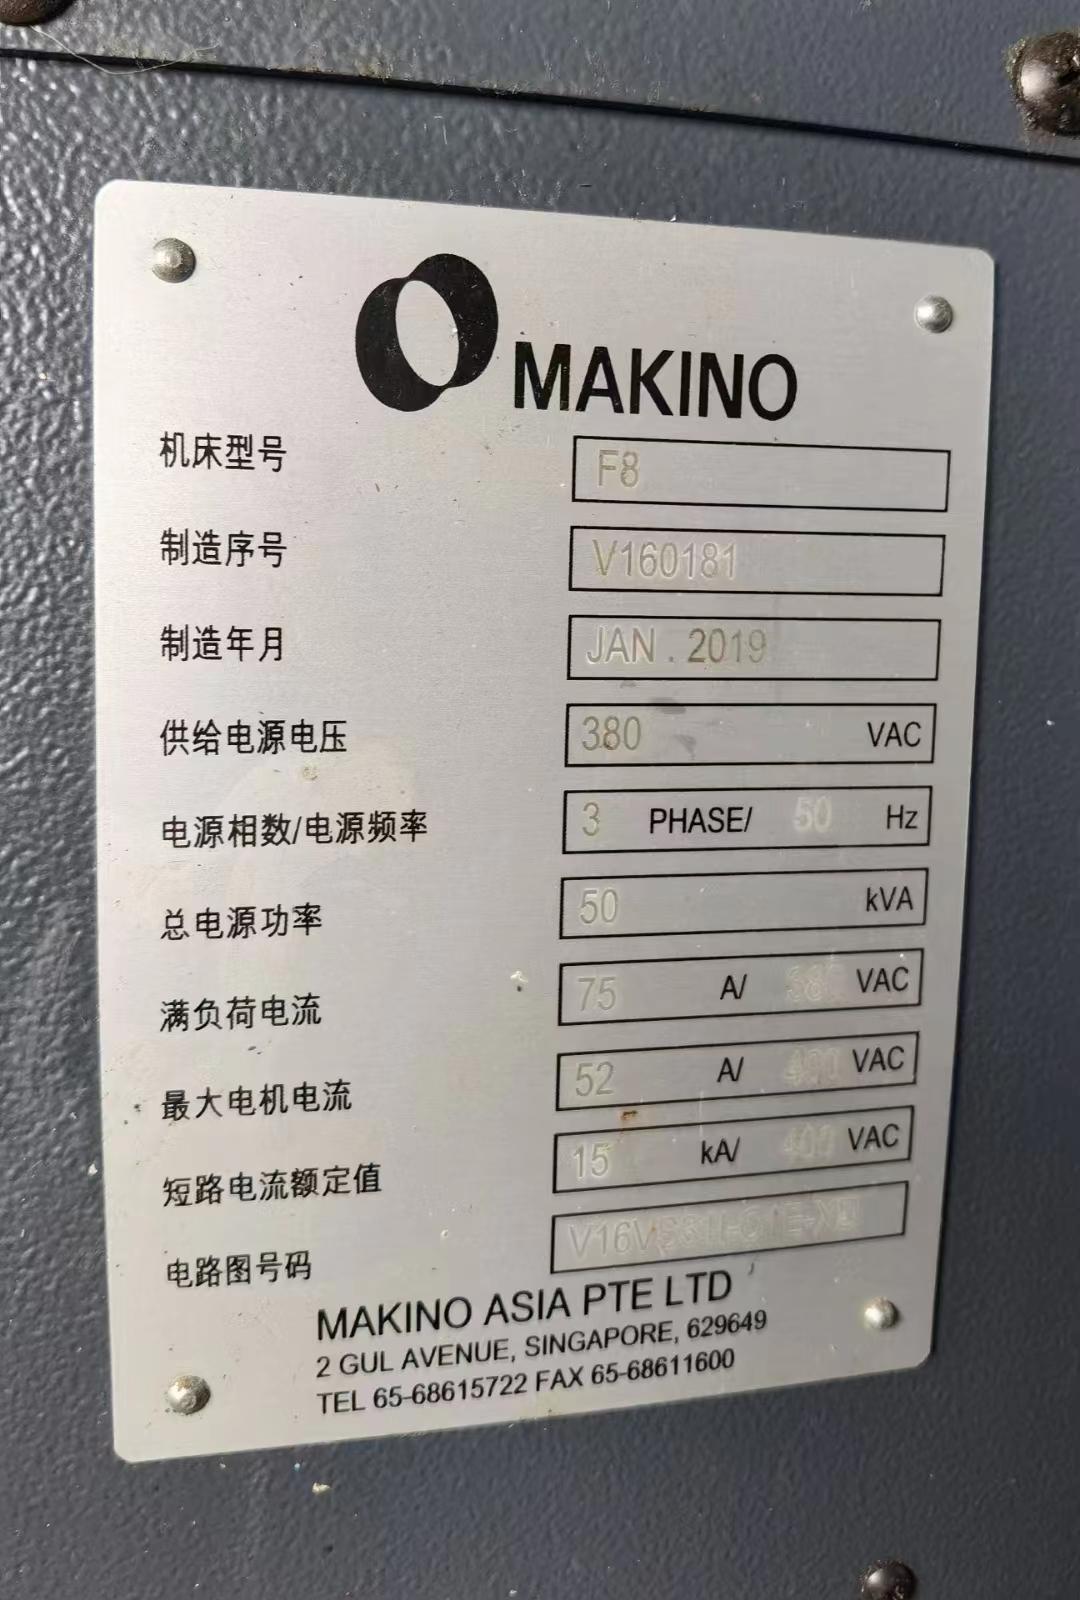 MAKINO
机床型号 F8
制造序号 V160181
制造年月 JAN . 2019
供给电源电压 380 VAC
电源相数/电源频率 3 PHASE/ 50 Hz
总电源功率 50 kVA
满负荷电流 75 A/ 380 VAC
最大电机电流 52 A/ 400 VAC
短路电流额定值 15 kA/ 400 VAC
电路图号码
MAKINO ASIA PTE LTD
2 GUL AVENUE, SINGAPORE, 629649
TEL 65-68615722 FAX 65-68611600